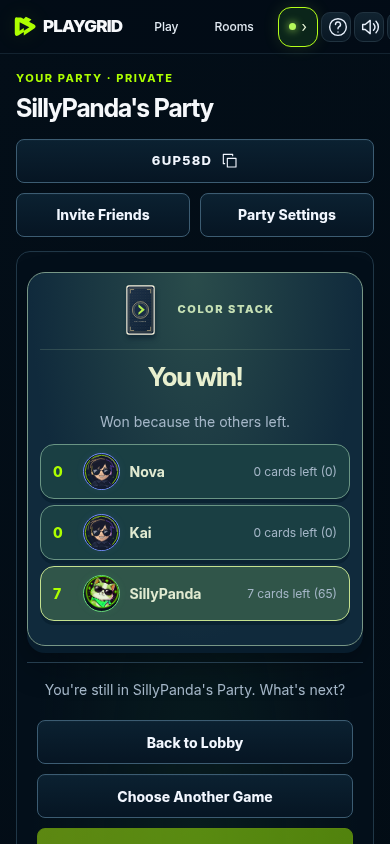 PLAYGRID Play Rooms
YOUR PARTY · PRIVATE
SillyPanda's Party
6UP58D
Invite Friends Party Settings
COLOR STACK
You win!
Won because the others left.
0 Nova 0 cards left (0)
0 Kai 0 cards left (0)
7 SillyPanda 7 cards left (65)
You're still in SillyPanda's Party. What's next?
Back to Lobby
Choose Another Game